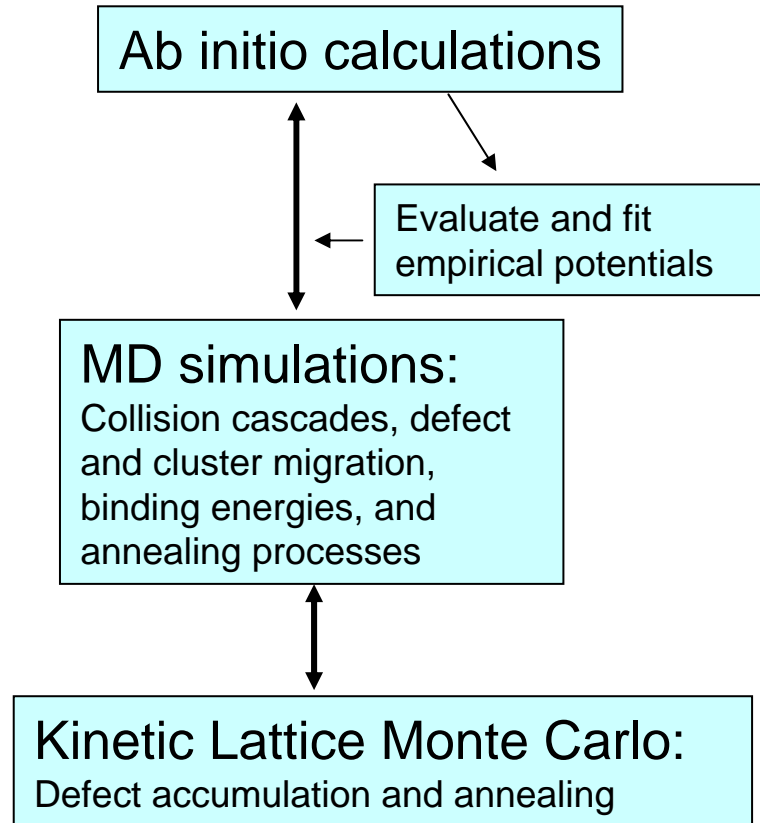 Ab initio calculations
Evaluate and fit
empirical potentials
MD simulations:
Collision cascades, defect
and cluster migration,
binding energies, and
annealing processes
Kinetic Lattice Monte Carlo:
Defect accumulation and annealing